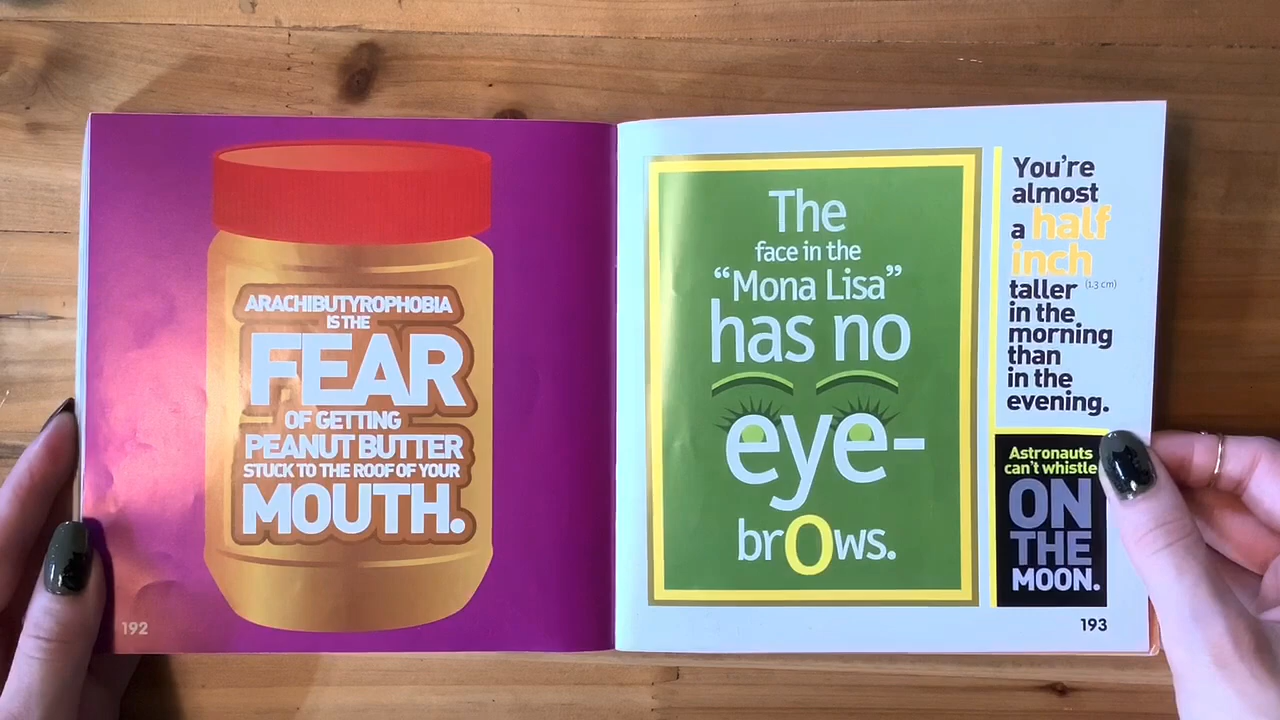 ARACHIBUTYROPHOBIA
IS THE
FEAR
OF GETTING
PEANUT BUTTER
STUCK TO THE ROOF OF YOUR
MOUTH.
192
The
face in the
“Mona Lisa”
has no
eye-
brows.
You’re
almost
a half
inch
taller (1.3 cm)
in the
morning
than
in the
evening.
Astronauts
can’t whistle
ON
THE
MOON.
193